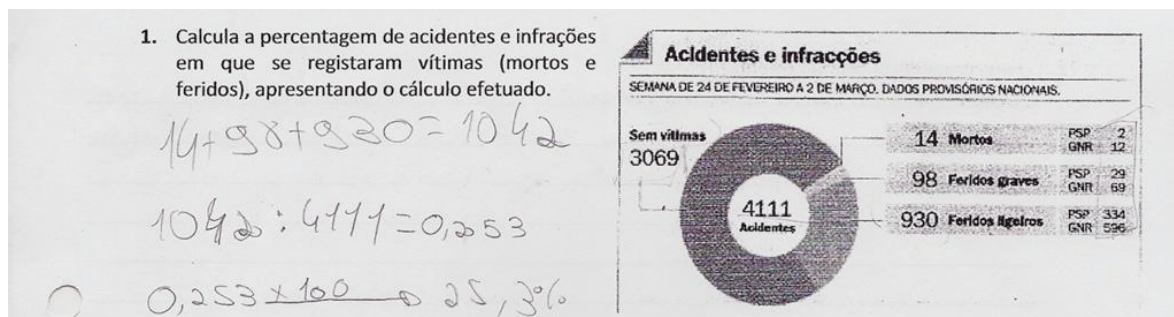 1. Calcula a percentagem de acidentes e infrações
em que se registaram vítimas (mortos e
feridos), apresentando o cálculo efetuado.
14+98+930=1042
1042:4111=0,253
0,253 x100 → 25,3%
Acidentes e infracções
SEMANA DE 24 DE FEVEREIRO A 2 DE MARÇO. DADOS PROVISÓRIOS NACIONAIS.
Sem vítimas
3069
4111
Acidentes
14 Mortos PSP 2
GNR 12
98 Feridos graves PSP 29
GNR 69
930 Feridos ligeiros PSP 334
GNR 596